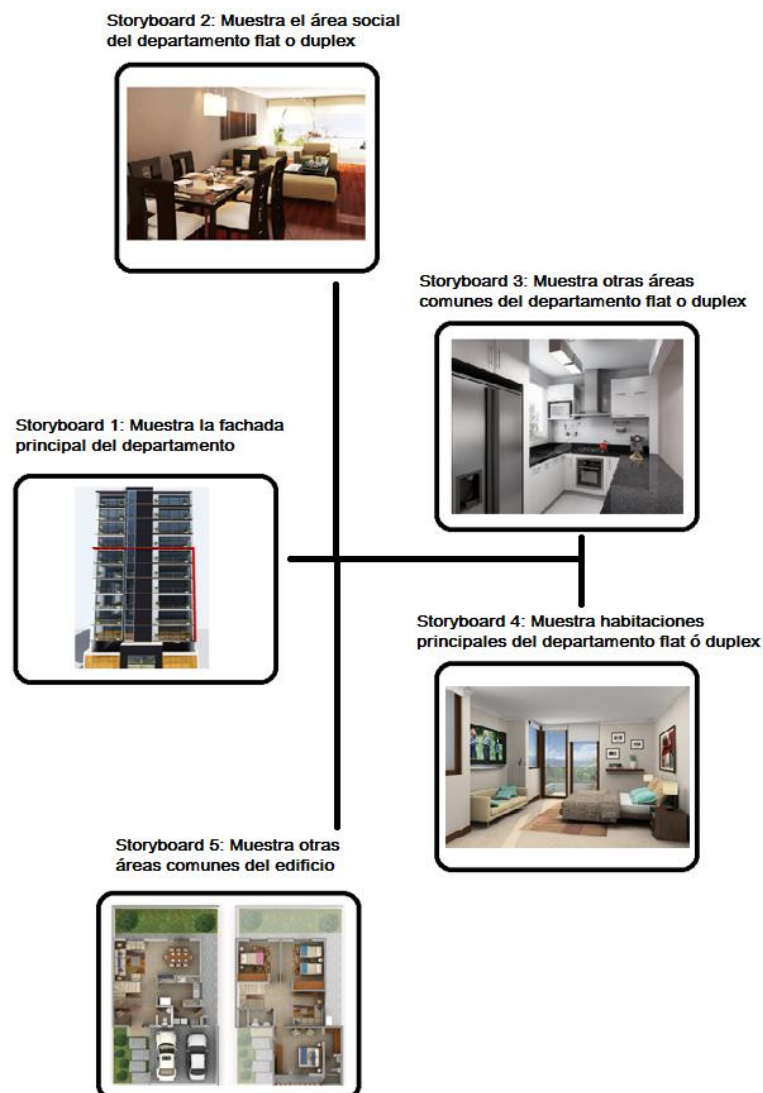 Storyboard 2: Muestra el área social
del departamento flat o duplex
Storyboard 3: Muestra otras áreas
comunes del departamento flat o duplex
Storyboard 1: Muestra la fachada
principal del departamento
Storyboard 4: Muestra habitaciones
principales del departamento flat ó duplex
Storyboard 5: Muestra otras
áreas comunes del edificio